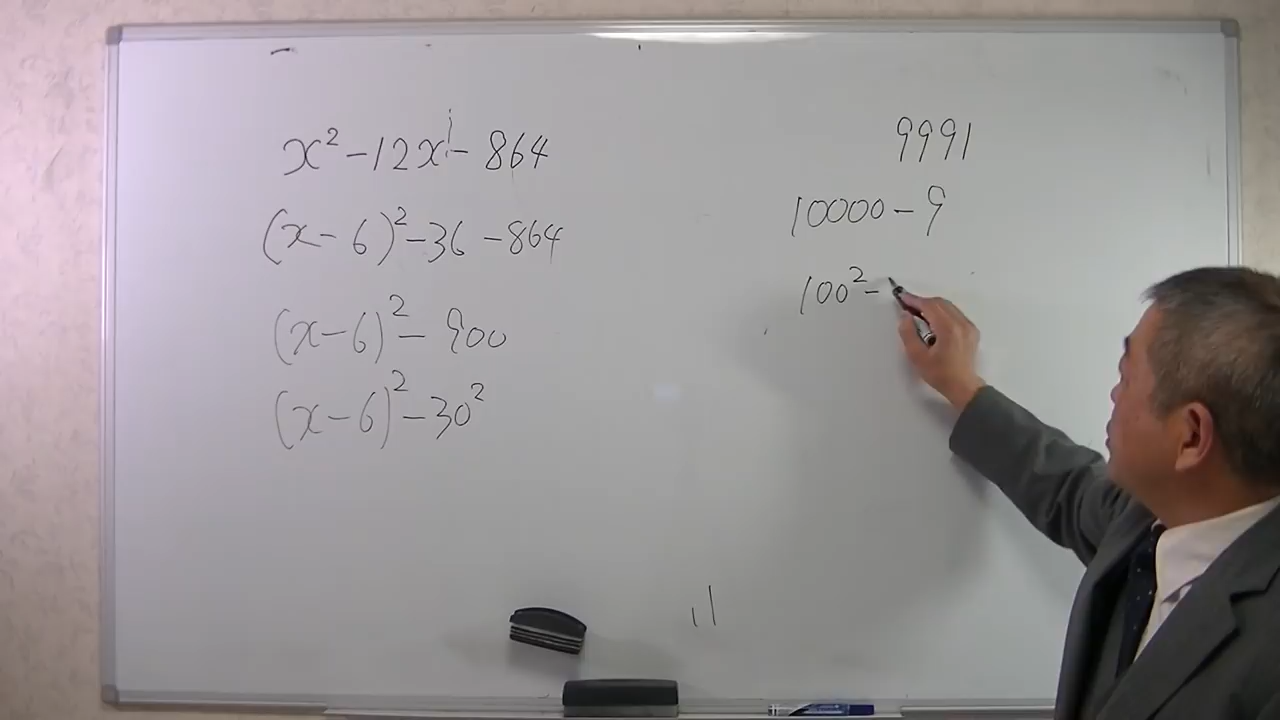 x² - 12x - 864
(x - 6)² - 36 - 864
(x - 6)² - 900
(x - 6)² - 30²
9991
10000 - 9
100² -